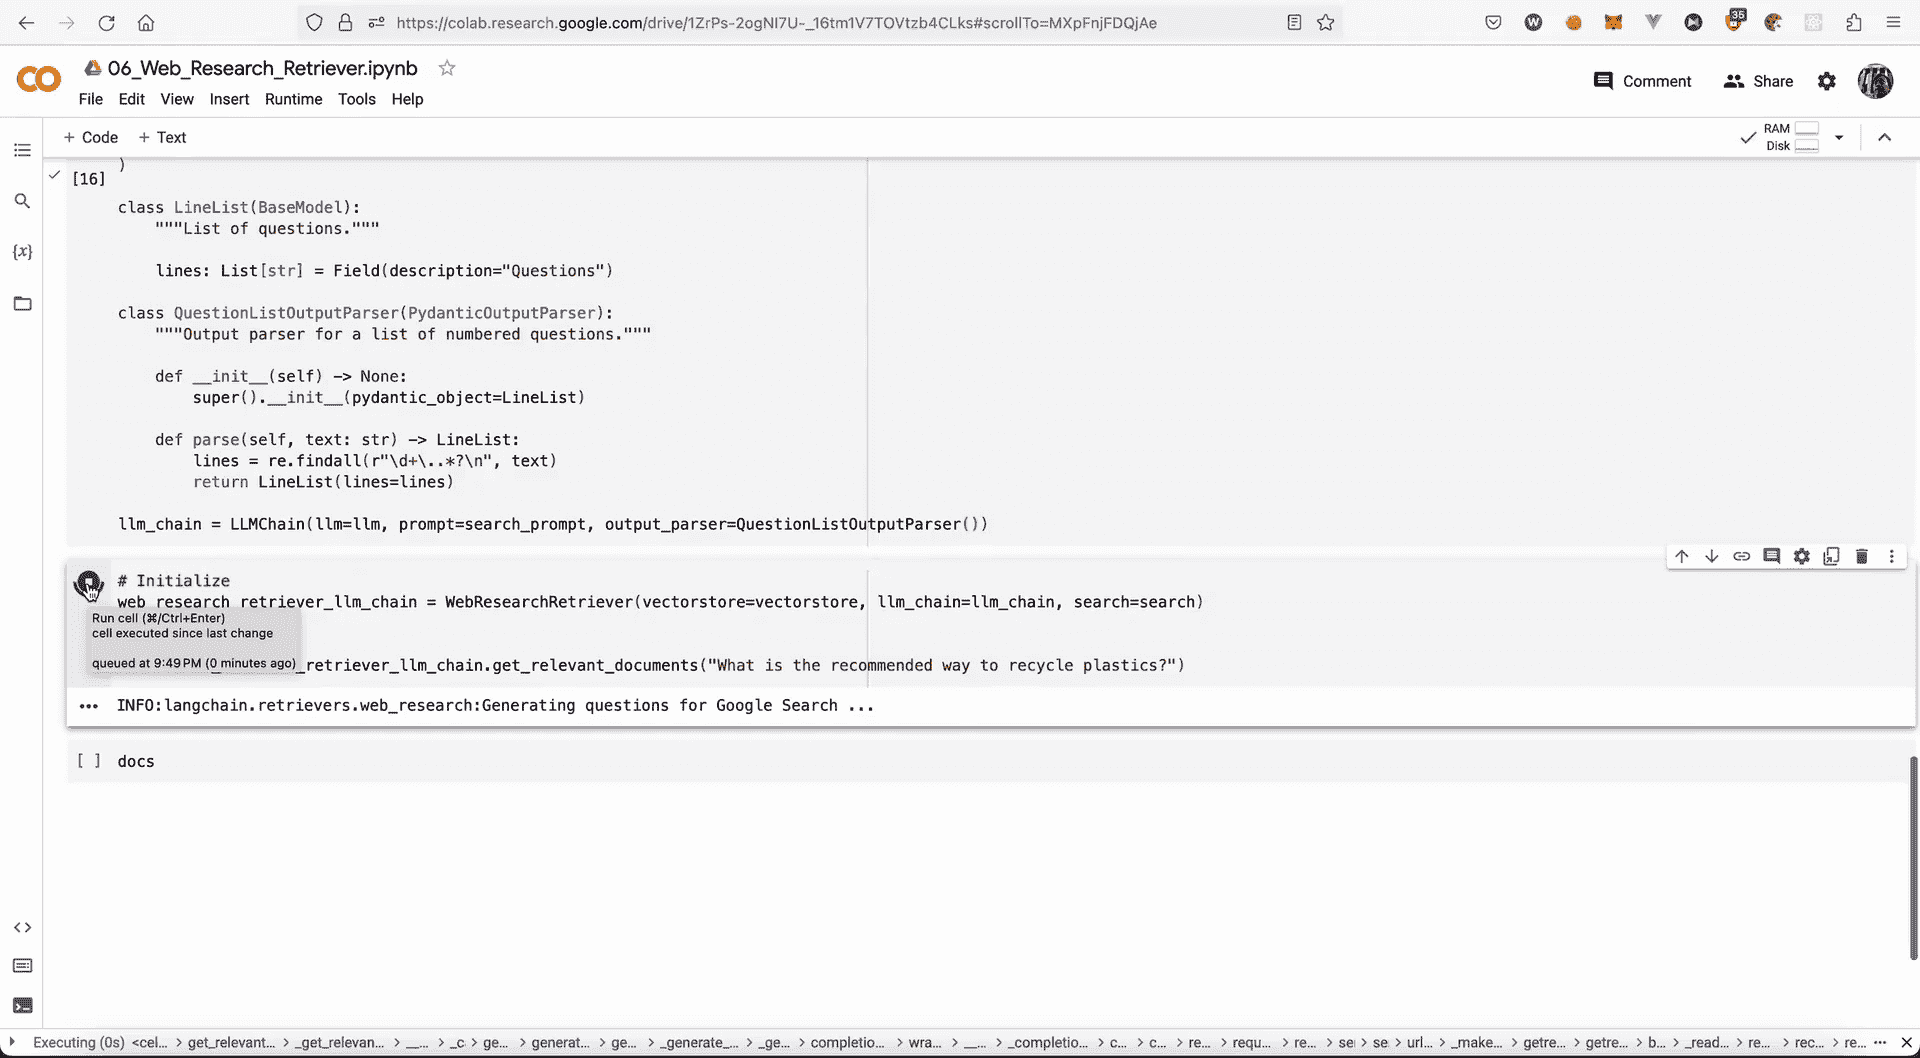 https://colab.research.google.com/drive/1ZrPs-2ogNI7U-_16tm1V7TOVtzb4CLks#scrollTo=MXpFnjFDQjAe
35
06_Web_Research_Retriever.ipynb
File Edit View Insert Runtime Tools Help
Comment Share
+ Code + Text
RAM
Disk
)
[16]
class LineList(BaseModel):
"""List of questions."""
lines: List[str] = Field(description="Questions")
class QuestionListOutputParser(PydanticOutputParser):
"""Output parser for a list of numbered questions."""
def __init__(self) -> None:
super().__init__(pydantic_object=LineList)
def parse(self, text: str) -> LineList:
lines = re.findall(r"\d+\..*?\n", text)
return LineList(lines=lines)
llm_chain = LLMChain(llm=llm, prompt=search_prompt, output_parser=QuestionListOutputParser())
# Initialize
web_research_retriever_llm_chain = WebResearchRetriever(vectorstore=vectorstore, llm_chain=llm_chain, search=search)
Run cell (⌘/Ctrl+Enter)
cell executed since last change
queued at 9:49 PM (0 minutes ago)
_retriever_llm_chain.get_relevant_documents("What is the recommended way to recycle plastics?")
INFO:langchain.retrievers.web_research:Generating questions for Google Search ...
[ ] docs
Executing (0s) <cel... > get_relevant... > _get_relevan... > __... > _c > ge... > generat... > ge... > _generate_... > _ge... > completio... > wra... > __... > _completio... > c... > c... > re... > requ... > re... > se > se > url... > _make... > getre... > getre... > b... > _read... > re... > rec... > re...